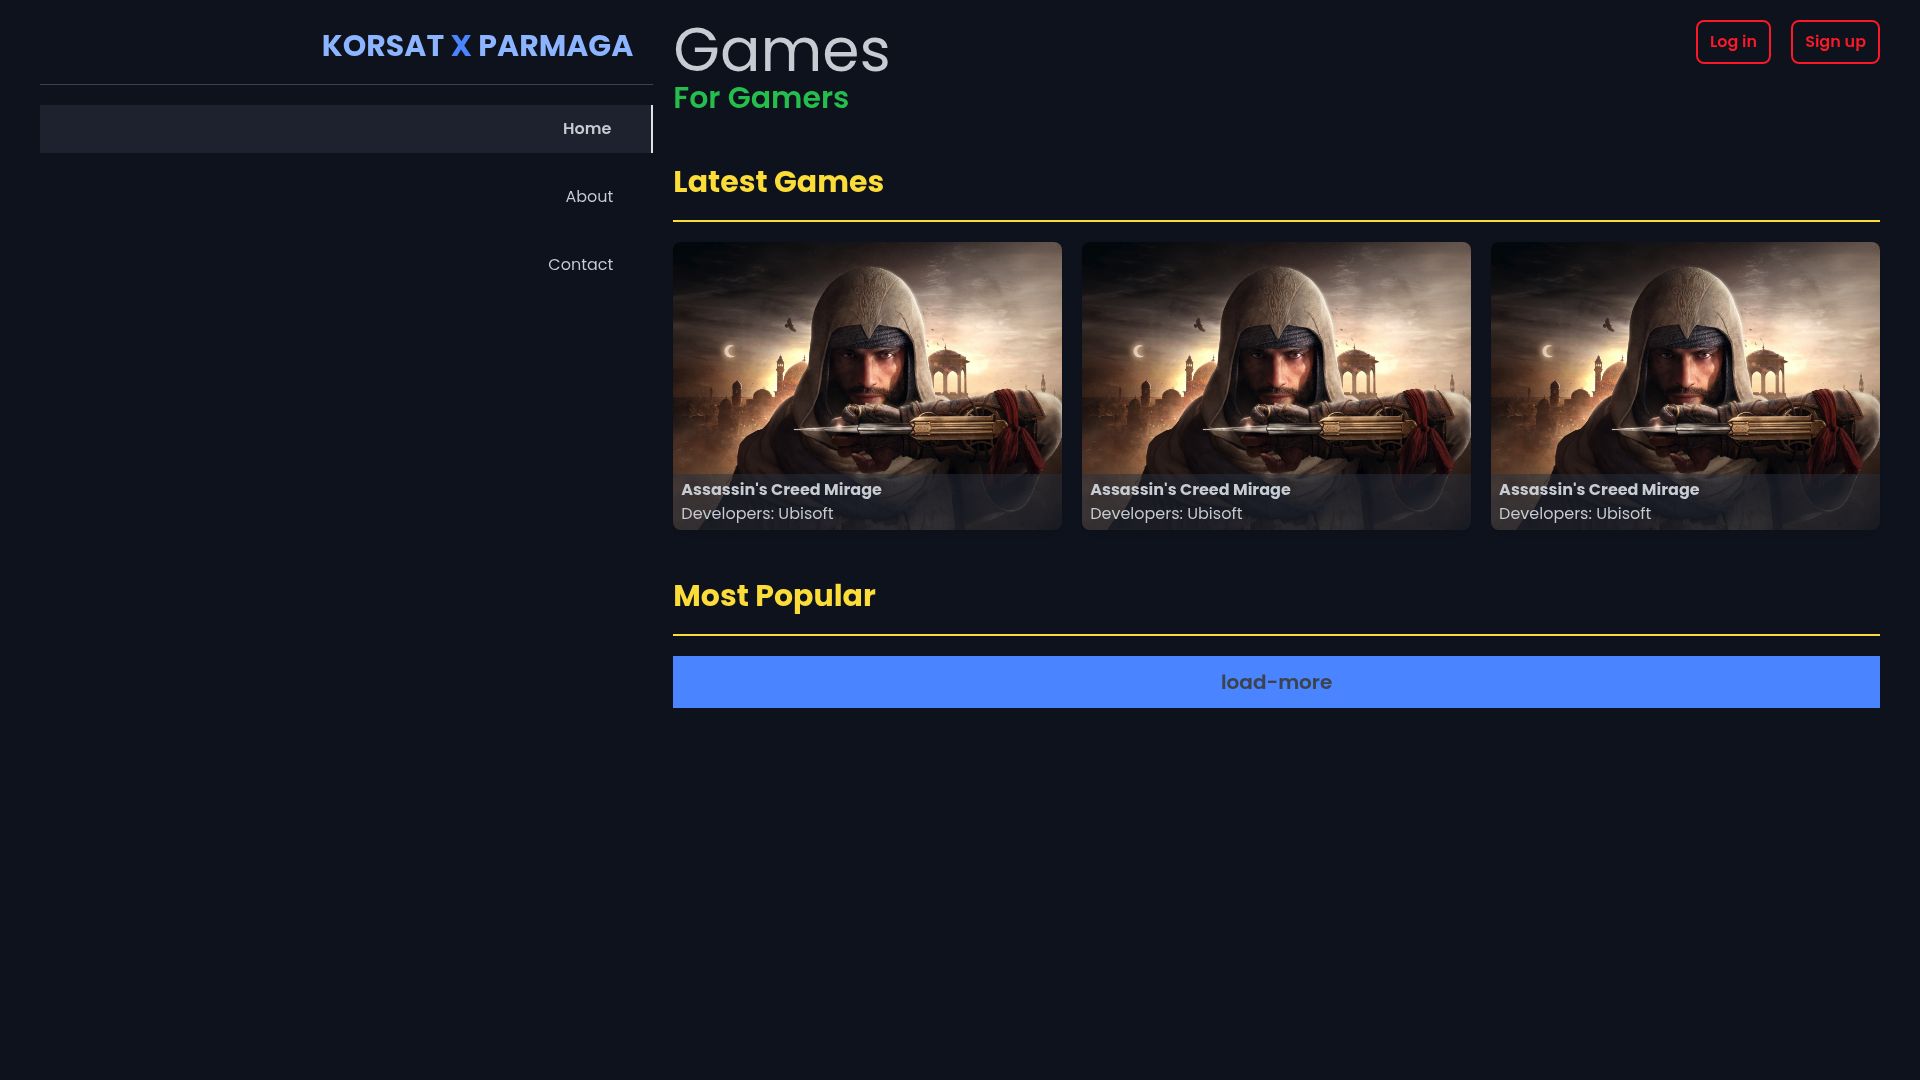 KORSAT X PARMAGA
Home
About
Contact
Games
For Gamers
Log in
Sign up
Latest Games
Assassin's Creed Mirage
Developers: Ubisoft
Assassin's Creed Mirage
Developers: Ubisoft
Assassin's Creed Mirage
Developers: Ubisoft
Most Popular
load-more